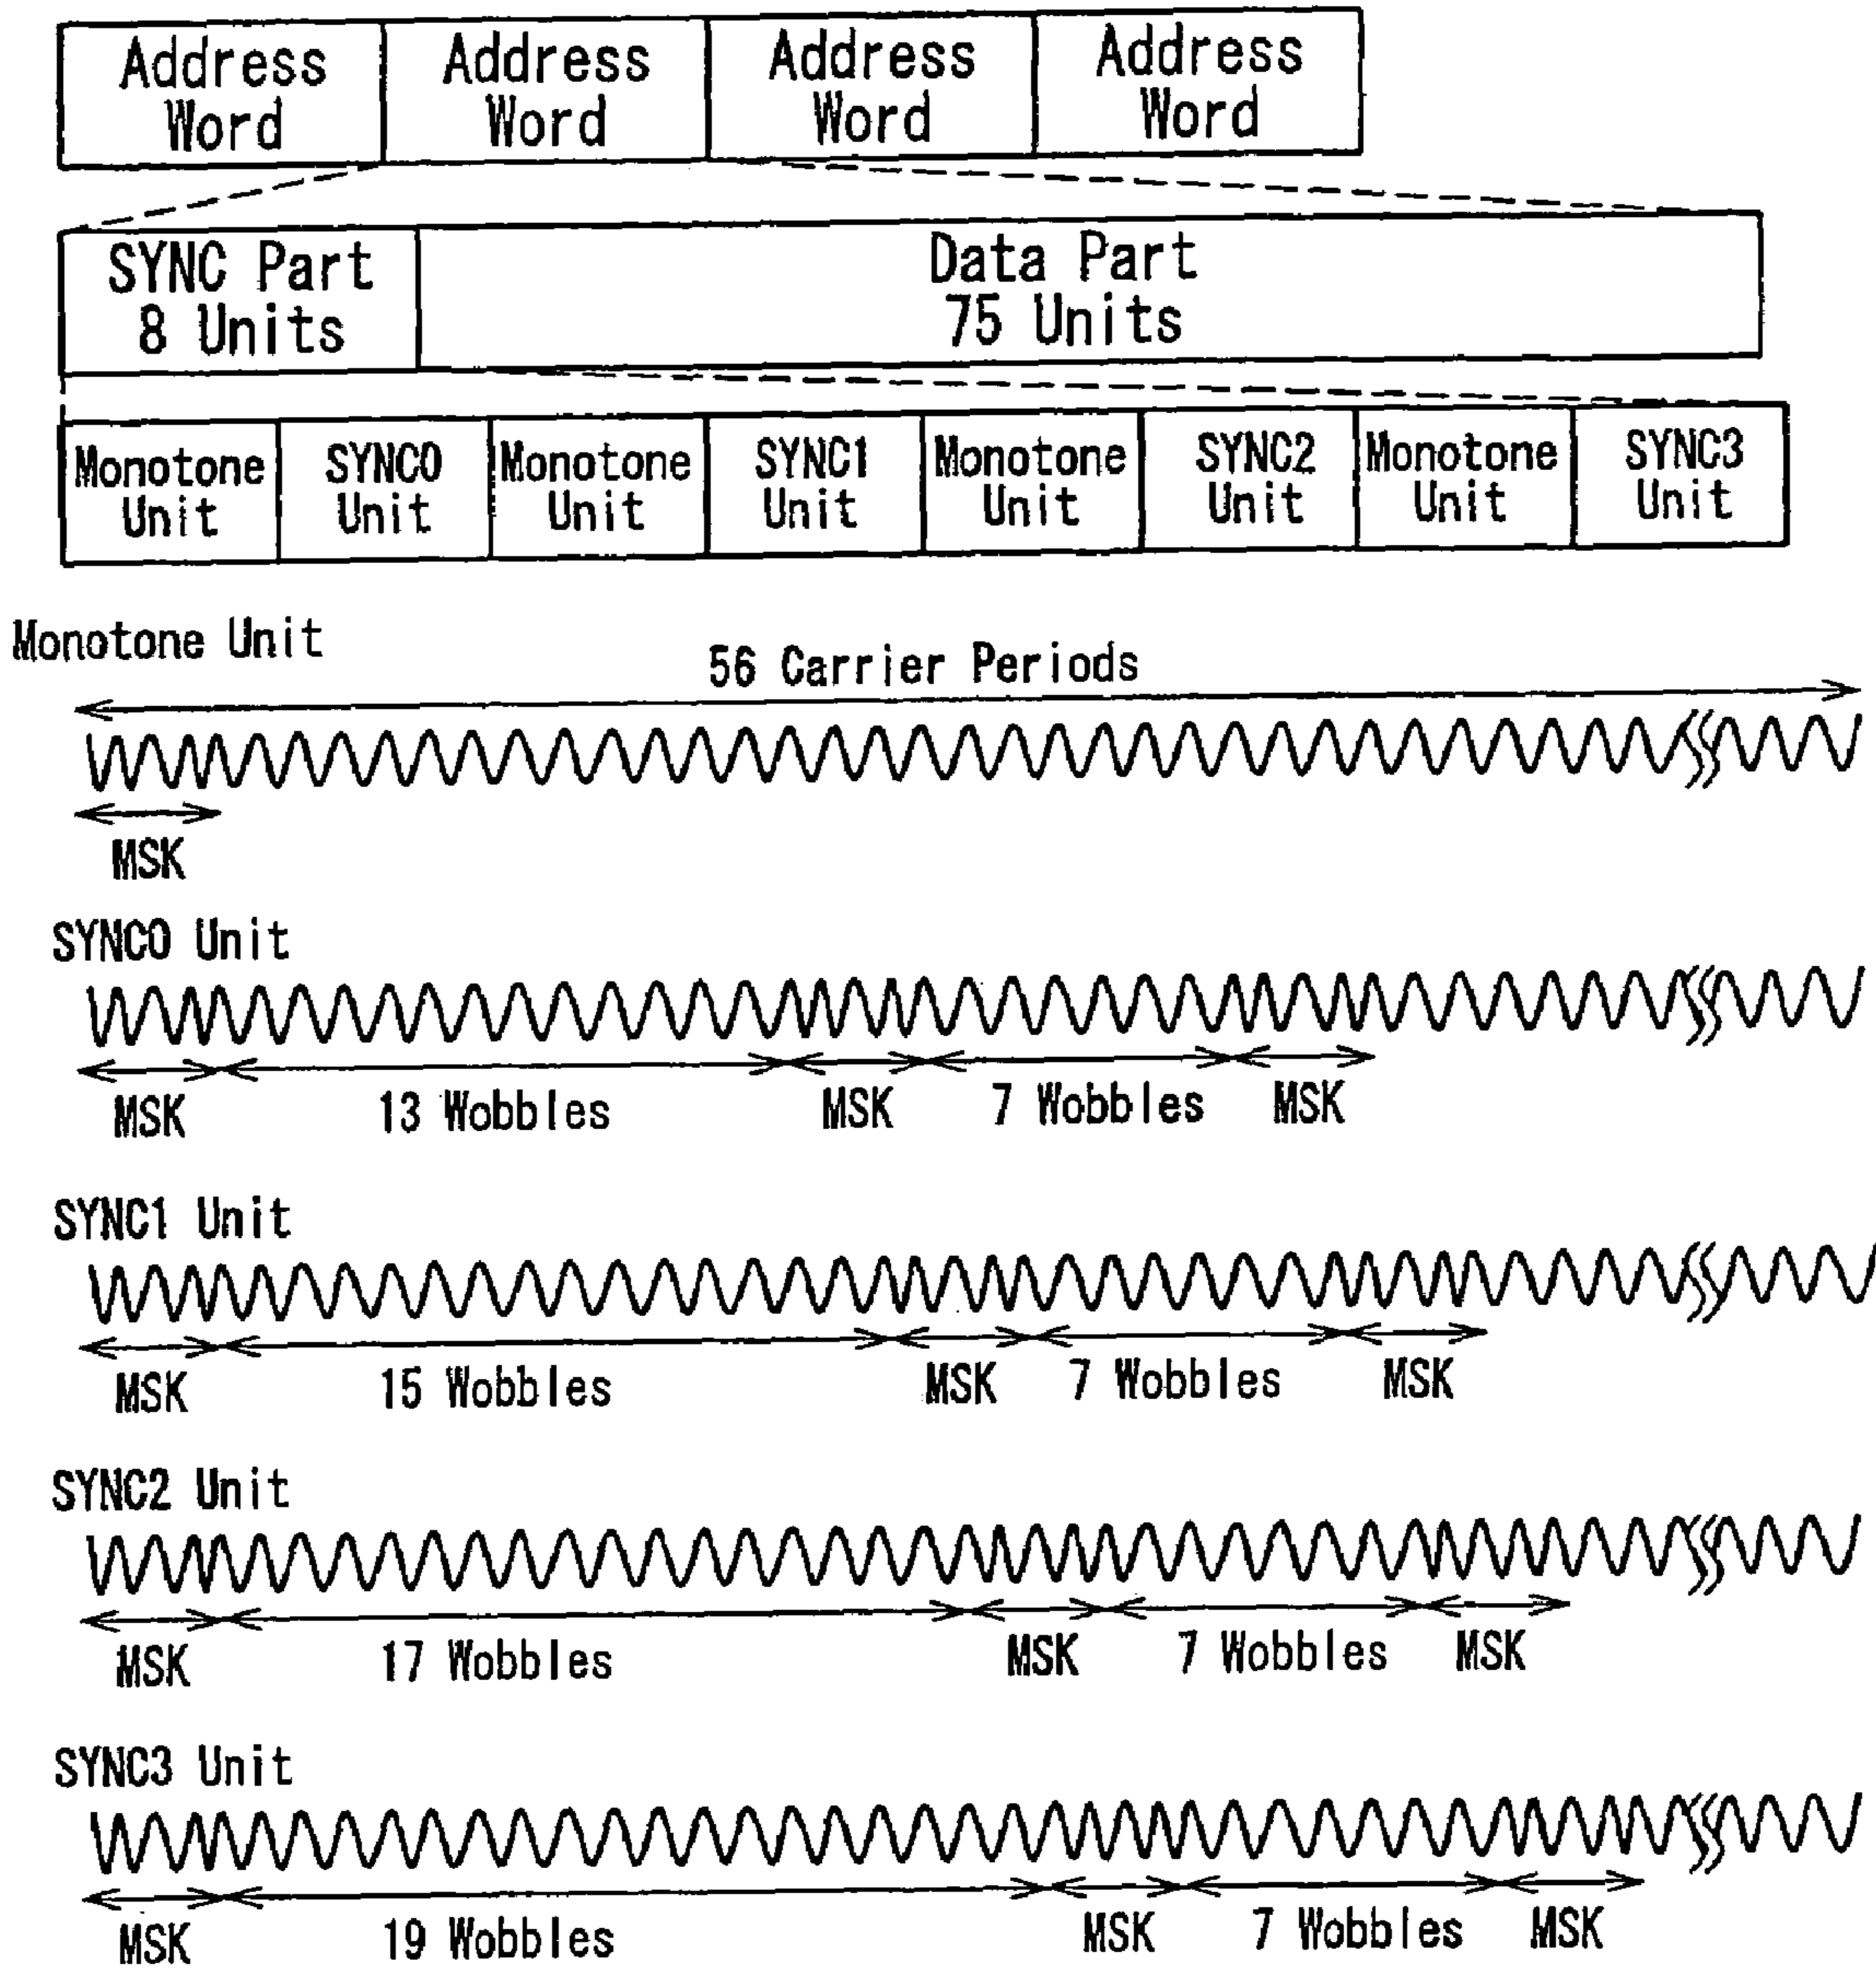 Address Word
Address Word
Address Word
Address Word
SYNC Part
8 Units
Data Part
75 Units
Monotone Unit
SYNC0 Unit
Monotone Unit
SYNC1 Unit
Monotone Unit
SYNC2 Unit
Monotone Unit
SYNC3 Unit
Monotone Unit
56 Carrier Periods
MSK
SYNC0 Unit
MSK 13 Wobbles MSK 7 Wobbles MSK
SYNC1 Unit
MSK 15 Wobbles MSK 7 Wobbles MSK
SYNC2 Unit
MSK 17 Wobbles MSK 7 Wobbles MSK
SYNC3 Unit
MSK 19 Wobbles MSK 7 Wobbles MSK